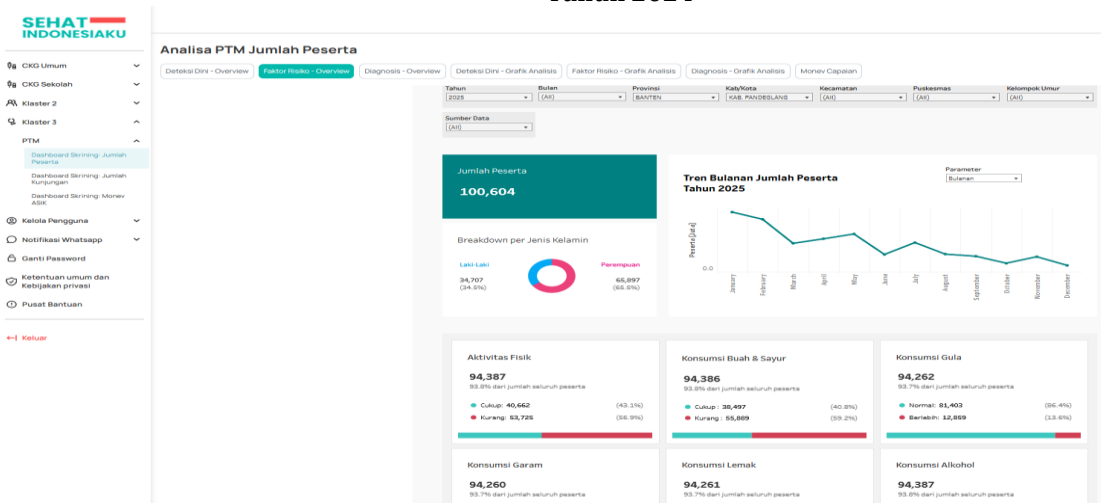 SEHAT
INDONESIAKU
CKG Umum
CKG Sekolah
Klaster 2
Klaster 3
PTM
Dashboard Skrining: Jumlah
Peserta
Dashboard Skrining: Jumlah
Kunjungan
Dashboard Skrining: Monev
ASIK
Kelola Pengguna
Notifikasi Whatsapp
Ganti Password
Ketentuan umum dan
Kebijakan privasi
Pusat Bantuan
Keluar
Analisa PTM Jumlah Peserta
Deteksi Dini - Overview
Faktor Risiko - Overview
Diagnosis - Overview
Deteksi Dini - Grafik Analisis
Faktor Risiko - Grafik Analisis
Diagnosis - Grafik Analisis
Monev Capaian
Tahun
2025
Bulan
(All)
Provinsi
BANTEN
Kab/Kota
KAB. PANDEGLANG
Kecamatan
(All)
Puskesmas
(All)
Kelompok Umur
(All)
Sumber Data
(All)
Jumlah Peserta
100,604
Breakdown per Jenis Kelamin
Laki-Laki
34,707
(34.5%)
Perempuan
65,897
(65.5%)
Tren Bulanan Jumlah Peserta
Tahun 2025
Parameter
Bulanan
Peserta [Juta]
0.0
January
February
March
April
May
June
July
August
September
October
November
December
Aktivitas Fisik
94,387
93.8% dari jumlah seluruh peserta
Cukup: 40,662 (43.1%)
Kurang: 53,725 (56.9%)
Konsumsi Buah & Sayur
94,386
93.8% dari jumlah seluruh peserta
Cukup : 38,497 (40.8%)
Kurang : 55,889 (59.2%)
Konsumsi Gula
94,262
93.7% dari jumlah seluruh peserta
Normal: 81,403 (86.4%)
Berlebih: 12,859 (13.6%)
Konsumsi Garam
94,260
93.7% dari jumlah seluruh peserta
Konsumsi Lemak
94,261
93.7% dari jumlah seluruh peserta
Konsumsi Alkohol
94,387
93.8% dari jumlah seluruh peserta